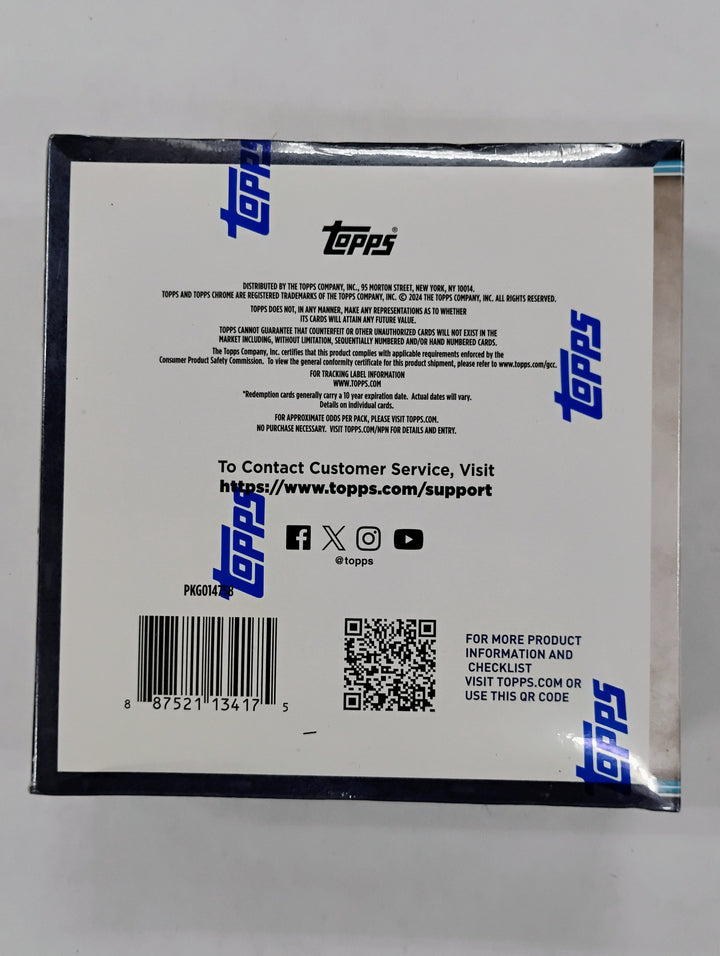 TOPPS
TOPPS®
DISTRIBUTED BY THE TOPPS COMPANY, INC., 95 MORTON STREET, NEW YORK, NY 10014.
TOPPS AND TOPPS CHROME ARE REGISTERED TRADEMARKS OF THE TOPPS COMPANY, INC. © 2024 THE TOPPS COMPANY, INC. ALL RIGHTS RESERVED.
TOPPS DOES NOT, IN ANY MANNER, MAKE ANY REPRESENTATIONS AS TO WHETHER
ITS CARDS WILL ATTAIN ANY FUTURE VALUE.
TOPPS
TOPPS CANNOT GUARANTEE THAT COUNTERFEIT OR OTHER UNAUTHORIZED CARDS WILL NOT EXIST IN THE
MARKET INCLUDING, WITHOUT LIMITATION, SEQUENTIALLY NUMBERED AND/OR HAND NUMBERED CARDS.
The Topps Company, Inc. certifies that this product complies with applicable requirements enforced by the
Consumer Product Safety Commission. To view the general conformity certificate for this product shipment, please refer to www.topps.com/gcc.
FOR TRACKING LABEL INFORMATION
WWW.TOPPS.COM
*Redemption cards generally carry a 10 year expiration date. Actual dates will vary.
Details on individual cards.
FOR APPROXIMATE ODDS PER PACK, PLEASE VISIT TOPPS.COM.
NO PURCHASE NECESSARY. VISIT TOPPS.COM/NPN FOR DETAILS AND ENTRY.
To Contact Customer Service, Visit
https://www.topps.com/support
TOPPS
@topps
8 87521 13417 5
FOR MORE PRODUCT
INFORMATION AND
CHECKLIST
VISIT TOPPS.COM OR
USE THIS QR CODE
TOPPS